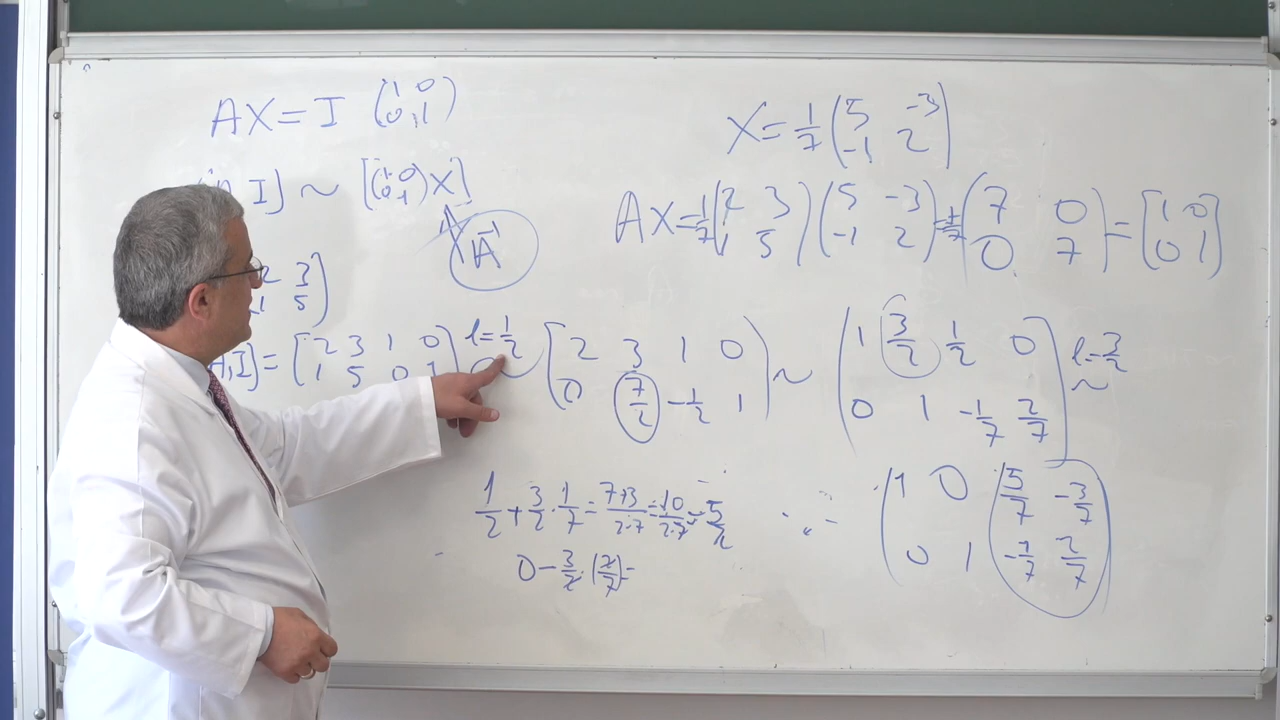 AX = I (1 0
0, 1)
I] ~ [(1 0
0 1) X]
A⁻¹
2 3
1 5)
A, I] = [2 3 1 0
1 5 0 1] l = 1/2
[2 3 1 0
0 7/2 -1/2 1] ~
(1 3/2 1/2 0
0 1 -1/7 2/7) l = 3/2
~
1/2 + 3/2 · 1/7 = 7+3/2·7 = 10/2·7 = 5/
0 - 3/2 · (2/7) =
(1 0 5/7 -3/7
0 1 -1/7 2/7)
X = 1/7 (5 -3
-1 2)
AX = 1/7 (2 3
1 5) (5 -3
-1 2) = 1/7 (7 0
0 7) = [1 0
0 1]